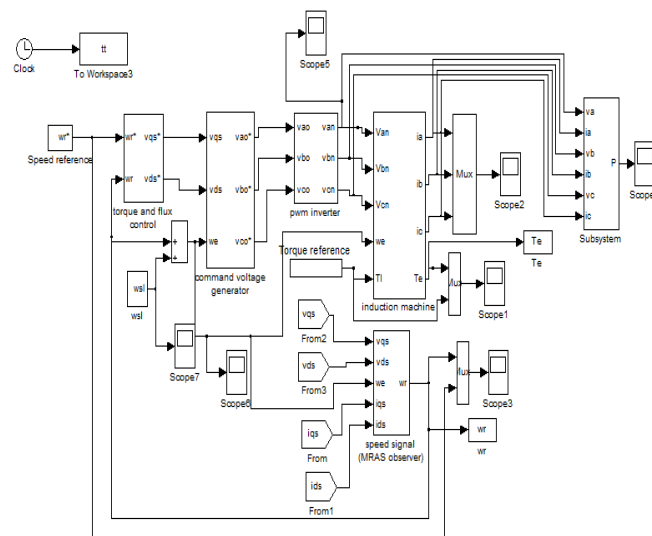 tt
Clock
To Workspace3
Scope5
wr*
Speed reference
wr*
wr
vqs*
vds*
torque and flux
control
vqs
vds
we
vao*
vbo*
vco*
command voltage
generator
vao
vbo
vco
van
vbn
vcn
pwm inverter
Van
Vbn
Vcn
we
Tl
ia
ib
ic
Te
induction machine
Mux
Scope2
va
ia
vb
ib
vc
ic
P
Subsystem
Scope
Te
Te
+
+
wsl
wsl
Scope7
Scope6
Torque reference
Mux
Scope1
vqs
From2
vds
From3
iqs
From
ids
From1
vqs
vds
we
iqs
ids
wr
speed signal
(MRAS observer)
Mux
Scope3
wr
wr